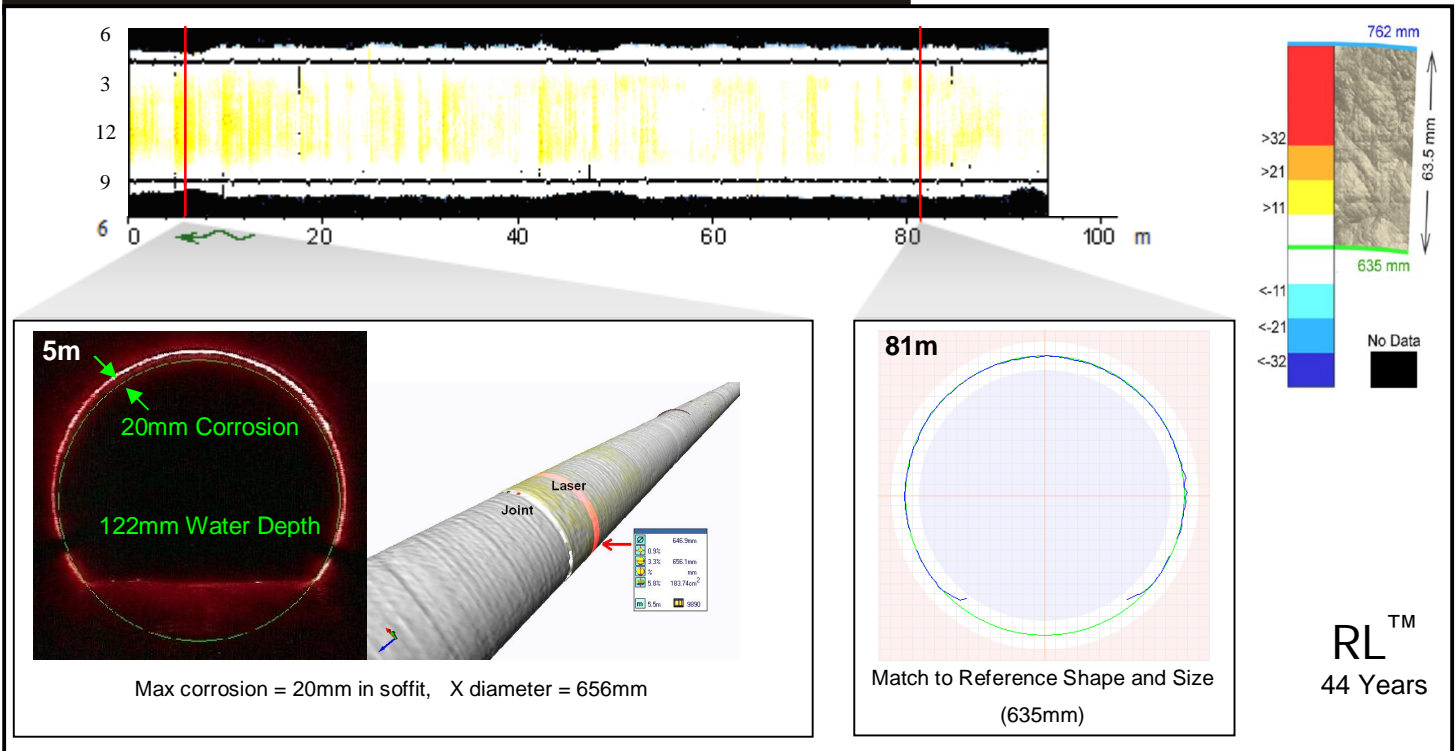 6
3
12
9
6
0
20
40
60
80
100
m
762 mm
>32
>21
>11
63.5 mm
635 mm
<-11
<-21
<-32
No Data
5m
20mm Corrosion
122mm Water Depth
Laser
Joint
646.9mm
0.9%
3.3% 656.1mm
% mm
5.8% 183.74cm²
m 5.5m 9890
Max corrosion = 20mm in soffit, X diameter = 656mm
81m
Match to Reference Shape and Size
(635mm)
RL™
44 Years